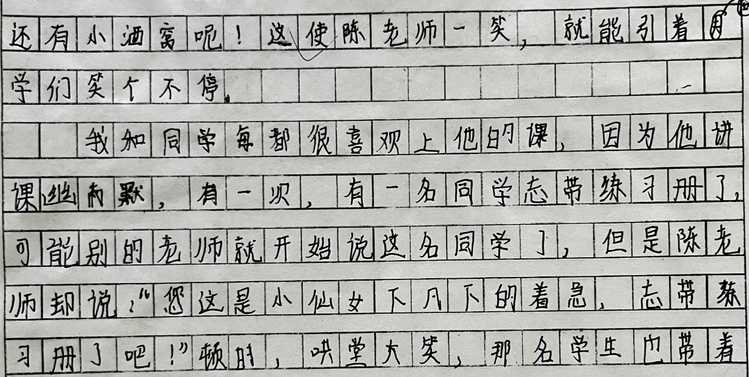 还有小酒窝呢！这使陈老师一笑，就能引着同
学们笑个不停。
我和同学每都很喜欢上他的课，因为他讲
课幽默，有一次，有一名同学忘带练习册了，
可能别的老师就开始说这名同学了，但是陈老
师却说：“您这是小仙女下凡下的着急，忘带练
习册了吧！”顿时，哄堂大笑，那名学生也带着